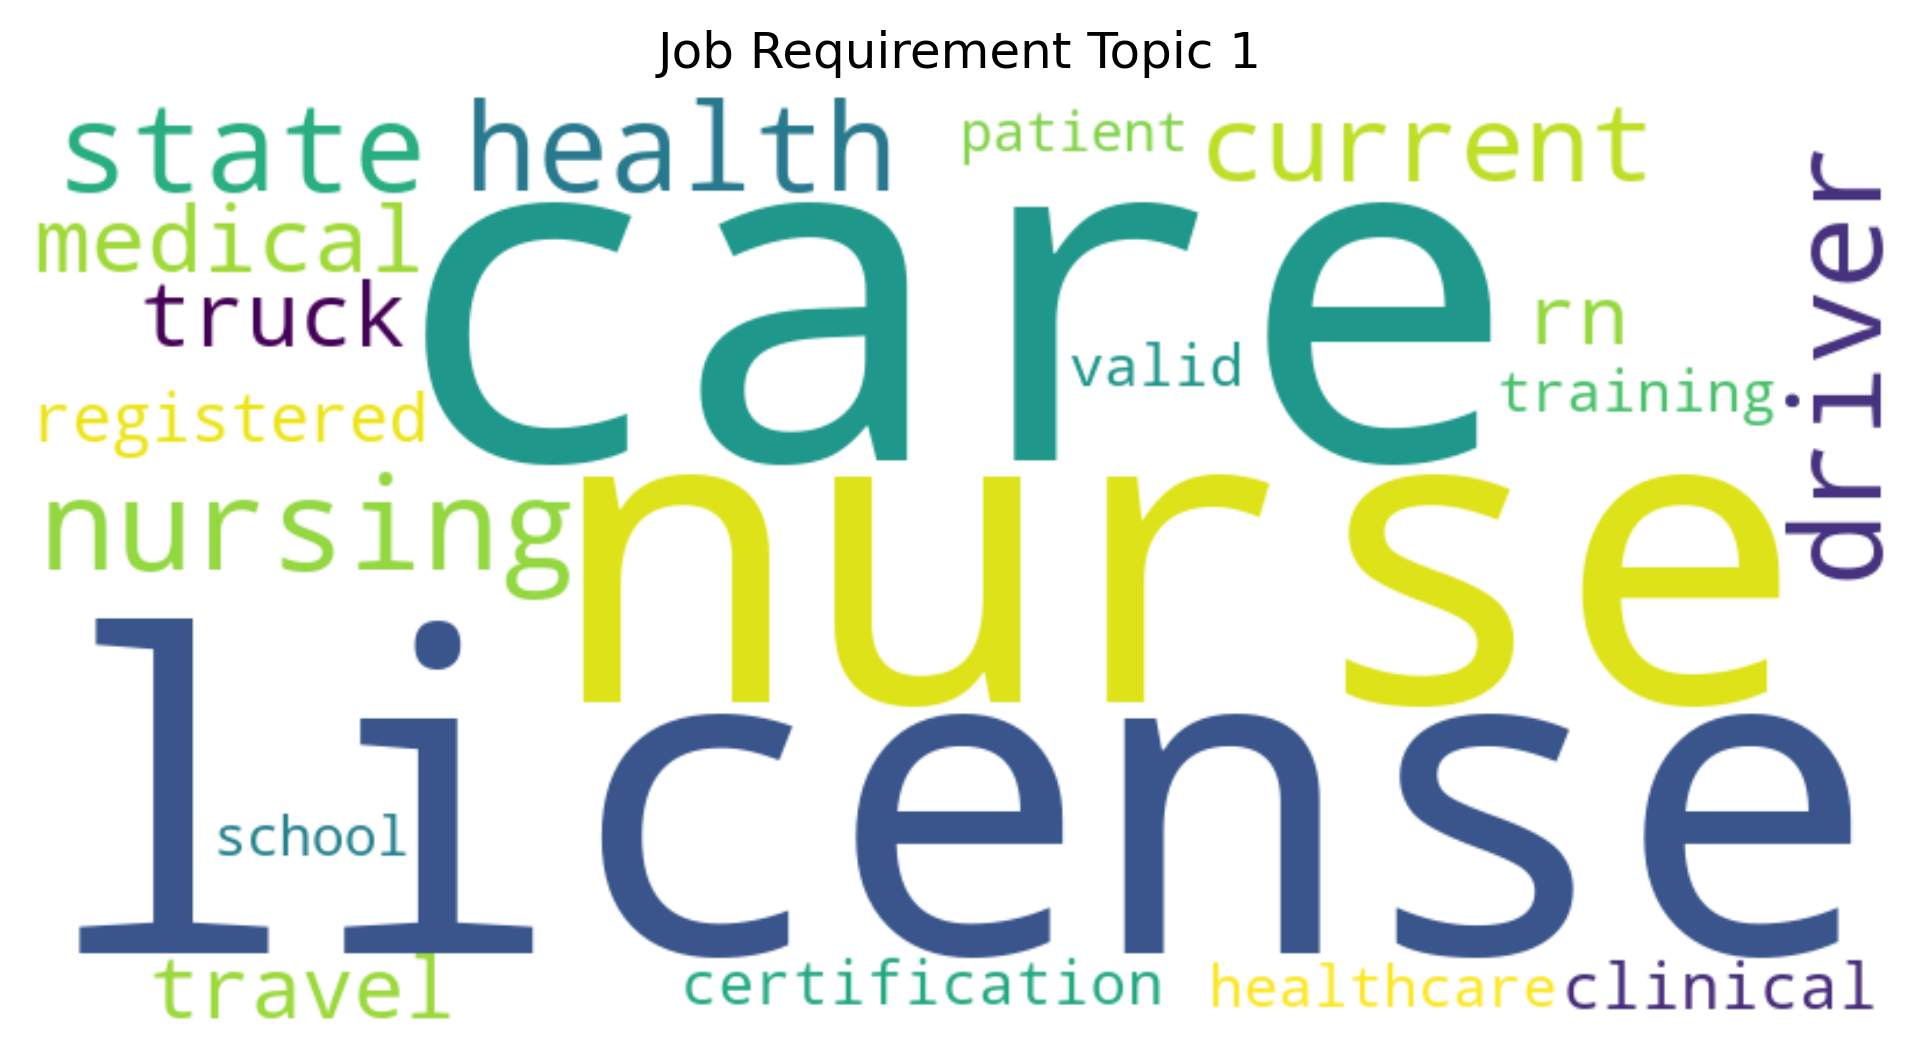 Job Requirement Topic 1
state health patient current
medical
truck
care
driver
rn
valid
training
registered
nursing
nurse
license
school
travel
certification
healthcare
clinical